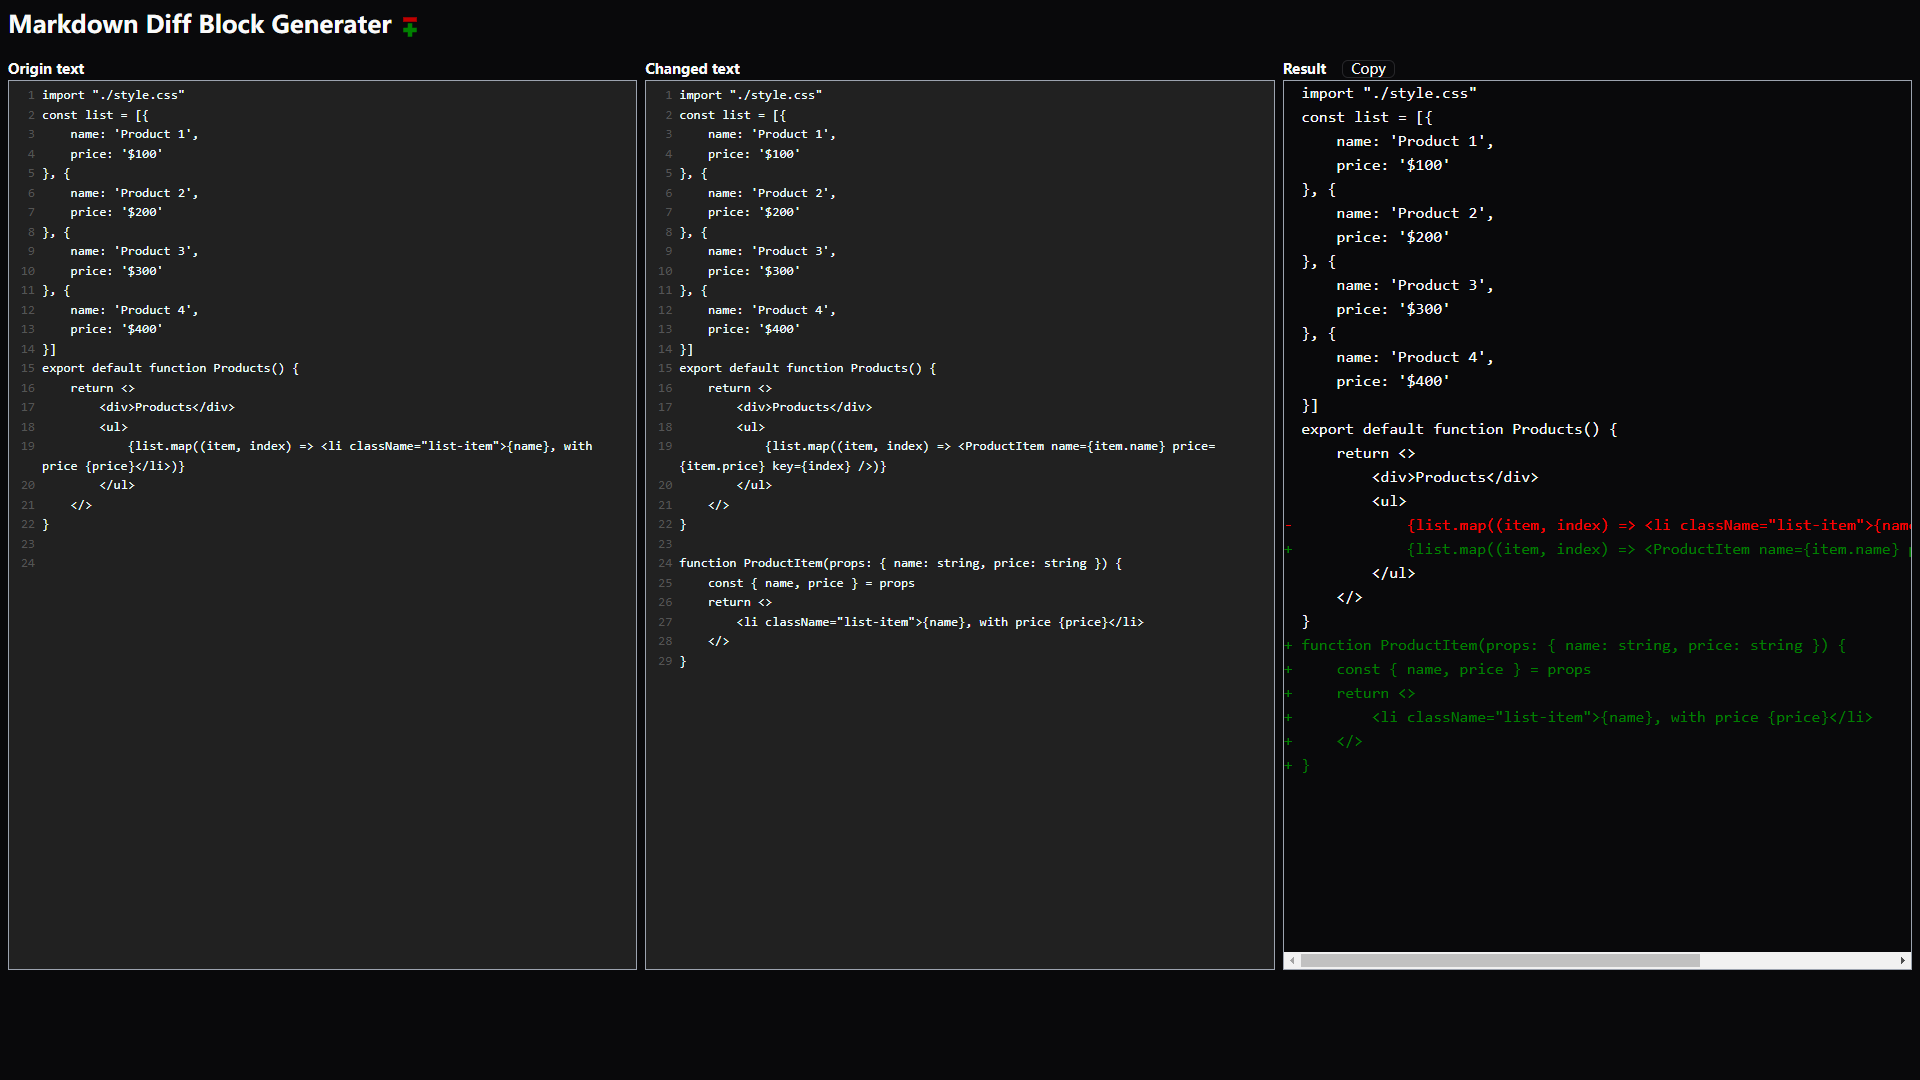 Markdown Diff Block Generater
Origin text
1 import "./style.css"
2 const list = [{
3     name: 'Product 1',
4     price: '$100'
5 }, {
6     name: 'Product 2',
7     price: '$200'
8 }, {
9     name: 'Product 3',
10     price: '$300'
11 }, {
12     name: 'Product 4',
13     price: '$400'
14 }]
15 export default function Products() {
16     return <>
17         <div>Products</div>
18         <ul>
19             {list.map((item, index) => <li className="list-item">{name}, with
price {price}</li>)}
20         </ul>
21     </>
22 }
23
24
Changed text
1 import "./style.css"
2 const list = [{
3     name: 'Product 1',
4     price: '$100'
5 }, {
6     name: 'Product 2',
7     price: '$200'
8 }, {
9     name: 'Product 3',
10     price: '$300'
11 }, {
12     name: 'Product 4',
13     price: '$400'
14 }]
15 export default function Products() {
16     return <>
17         <div>Products</div>
18         <ul>
19             {list.map((item, index) => <ProductItem name={item.name} price=
{item.price} key={index} />)}
20         </ul>
21     </>
22 }
23
24 function ProductItem(props: { name: string, price: string }) {
25     const { name, price } = props
26     return <>
27         <li className="list-item">{name}, with price {price}</li>
28     </>
29 }
Result Copy
  import "./style.css"
  const list = [{
      name: 'Product 1',
      price: '$100'
  }, {
      name: 'Product 2',
      price: '$200'
  }, {
      name: 'Product 3',
      price: '$300'
  }, {
      name: 'Product 4',
      price: '$400'
  }]
  export default function Products() {
      return <>
          <div>Products</div>
          <ul>
-             {list.map((item, index) => <li className="list-item">{nam
+             {list.map((item, index) => <ProductItem name={item.name}
          </ul>
      </>
  }
+ function ProductItem(props: { name: string, price: string }) {
+     const { name, price } = props
+     return <>
+         <li className="list-item">{name}, with price {price}</li>
+     </>
+ }